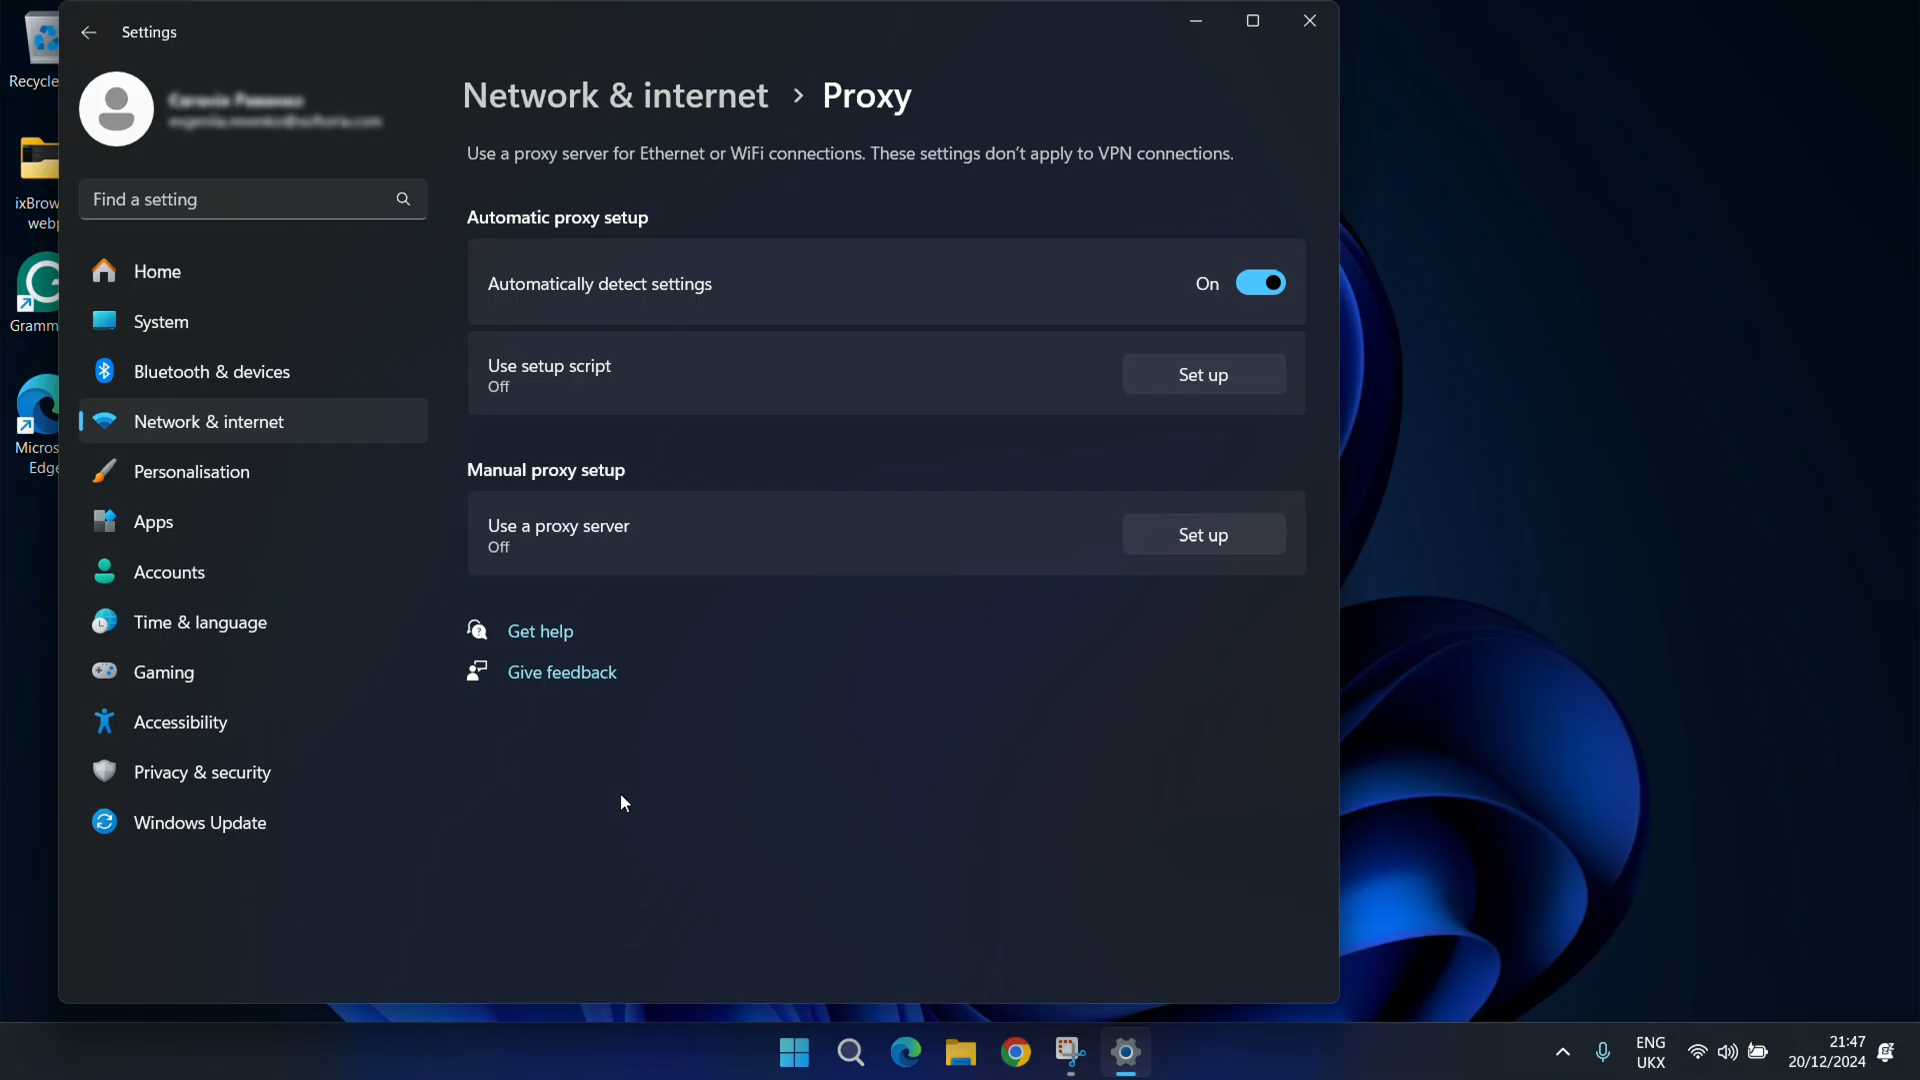 Settings
Find a setting
Home
System
Bluetooth & devices
Network & internet
Personalisation
Apps
Accounts
Time & language
Gaming
Accessibility
Privacy & security
Windows Update
Network & internet > Proxy
Use a proxy server for Ethernet or WiFi connections. These settings don't apply to VPN connections.
Automatic proxy setup
Automatically detect settings
On
Use setup script
Off
Set up
Manual proxy setup
Use a proxy server
Off
Set up
Get help
Give feedback
Recycle
ixBrow
web
Gramm
Micros
Edge
ENG
UKX
21:47
20/12/2024